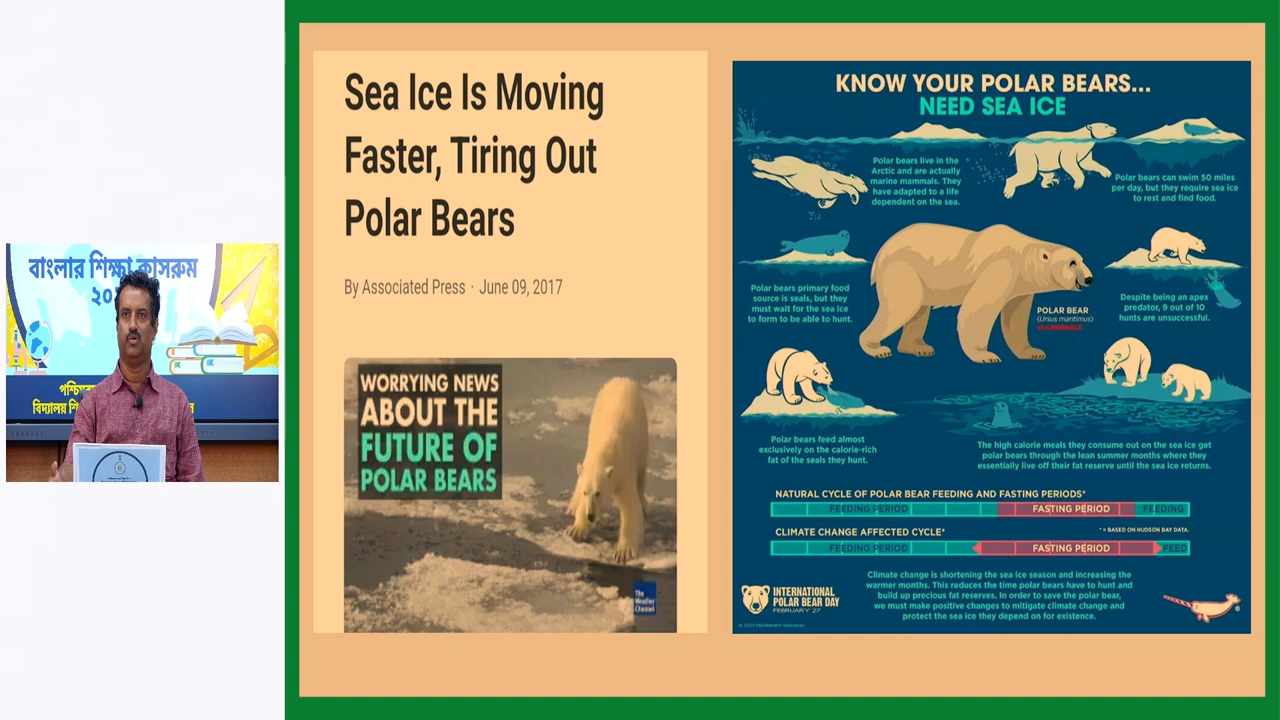 বাংলার শিক্ষা ক্লাসরুম
Sea Ice Is Moving
Faster, Tiring Out
Polar Bears
By Associated Press · June 09, 2017
WORRYING NEWS
ABOUT THE
FUTURE OF
POLAR BEARS
The
Weather
Channel
KNOW YOUR POLAR BEARS...
NEED SEA ICE
Polar bears live in the
Arctic and are actually
marine mammals. They
have adapted to a life
dependent on the sea.
Polar bears can swim 50 miles
per day, but they require sea ice
to rest and find food.
Polar bears primary food
source is seals, but they
must wait for the sea ice
to form to be able to hunt.
POLAR BEAR
(Ursus maritimus)
VULNERABLE
Despite being an apex
predator, 9 out of 10
hunts are unsuccessful.
Polar bears feed almost
exclusively on the calorie-rich
fat of the seals they hunt.
The high calorie meals they consume out on the sea ice get
polar bears through the lean summer months where they
essentially live off their fat reserve until the sea ice returns.
NATURAL CYCLE OF POLAR BEAR FEEDING AND FASTING PERIODS*
FEEDING PERIOD FASTING PERIOD FEEDING
CLIMATE CHANGE AFFECTED CYCLE*
* = BASED ON HUDSON BAY DATA.
FEEDING PERIOD FASTING PERIOD FEED
Climate change is shortening the sea ice season and increasing the
warmer months. This reduces the time polar bears have to hunt and
build up precious fat reserves. In order to save the polar bear,
we must make positive changes to mitigate climate change and
protect the sea ice they depend on for existence.
INTERNATIONAL
POLAR BEAR DAY
FEBRUARY 27